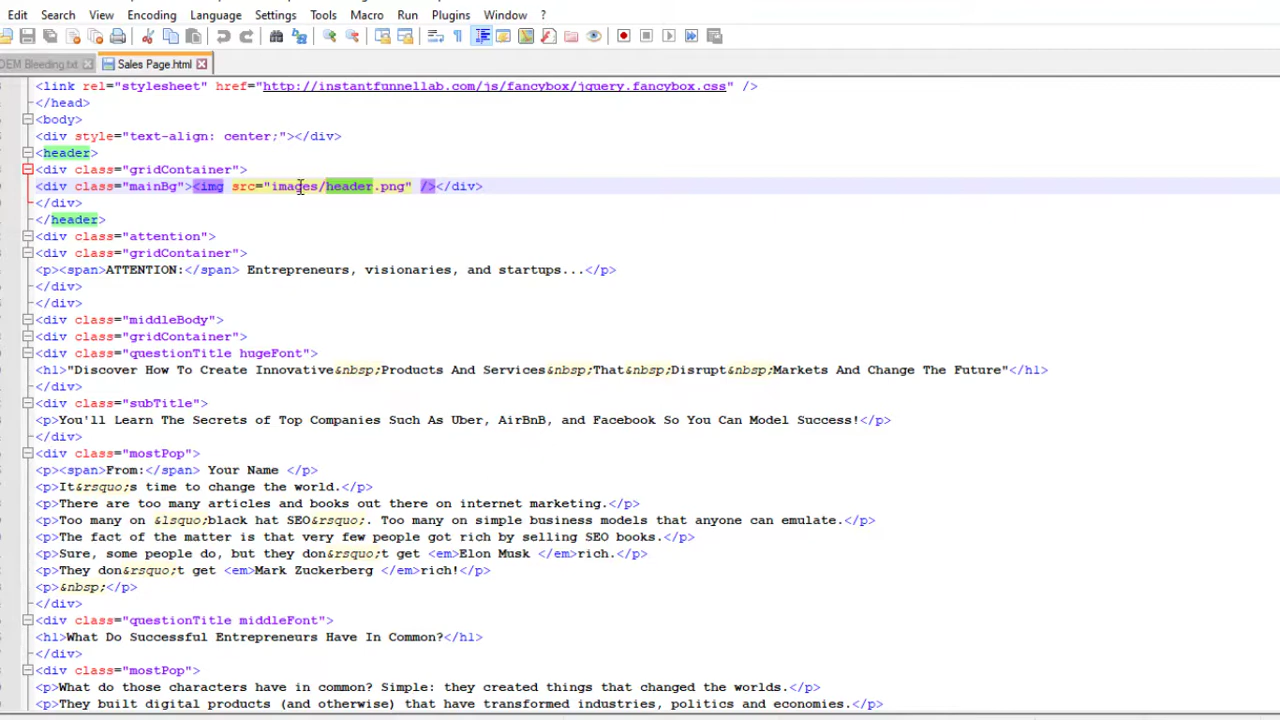 Edit Search View Encoding Language Settings Tools Macro Run Plugins Window ?
DEM Bleeding.txt Sales Page.html
<link rel="stylesheet" href="http://instantfunnellab.com/js/fancybox/jquery.fancybox.css" />
</head>
<body>
<div style="text-align: center;"></div>
<header>
<div class="gridContainer">
<div class="mainBg"><img src="images/header.png" /></div>
</div>
</header>
<div class="attention">
<div class="gridContainer">
<p><span>ATTENTION:</span> Entrepreneurs, visionaries, and startups...</p>
</div>
</div>
<div class="middleBody">
<div class="gridContainer">
<div class="questionTitle hugeFont">
<h1>"Discover How To Create Innovative&nbsp;Products And Services&nbsp;That&nbsp;Disrupt&nbsp;Markets And Change The Future"</h1>
</div>
<div class="subTitle">
<p>You'll Learn The Secrets of Top Companies Such As Uber, AirBnB, and Facebook So You Can Model Success!</p>
</div>
<div class="mostPop">
<p><span>From:</span> Your Name </p>
<p>It&rsquo;s time to change the world.</p>
<p>There are too many articles and books out there on internet marketing.</p>
<p>Too many on &lsquo;black hat SEO&rsquo;. Too many on simple business models that anyone can emulate.</p>
<p>The fact of the matter is that very few people got rich by selling SEO books.</p>
<p>Sure, some people do, but they don&rsquo;t get <em>Elon Musk </em>rich.</p>
<p>They don&rsquo;t get <em>Mark Zuckerberg </em>rich!</p>
<p>&nbsp;</p>
</div>
<div class="questionTitle middleFont">
<h1>What Do Successful Entrepreneurs Have In Common?</h1>
</div>
<div class="mostPop">
<p>What do those characters have in common? Simple: they created things that changed the worlds.</p>
<p>They built digital products (and otherwise) that have transformed industries, politics and economies.</p>